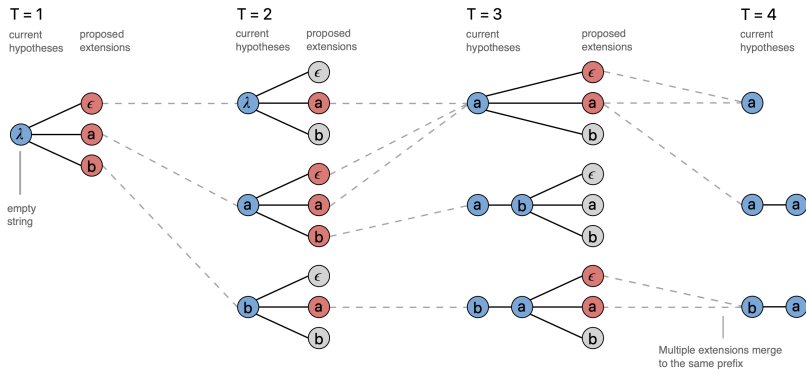 T = 1
T = 2
T = 3
T = 4
current
hypotheses
proposed
extensions
current
hypotheses
proposed
extensions
current
hypotheses
proposed
extensions
current
hypotheses
λ
ϵ
a
b
empty
string
λ
ϵ
a
b
a
ϵ
a
b
b
ϵ
a
b
a
ϵ
a
b
a b
ϵ
a
b
b a
ϵ
a
b
a
a a
b a
Multiple extensions merge
to the same prefix